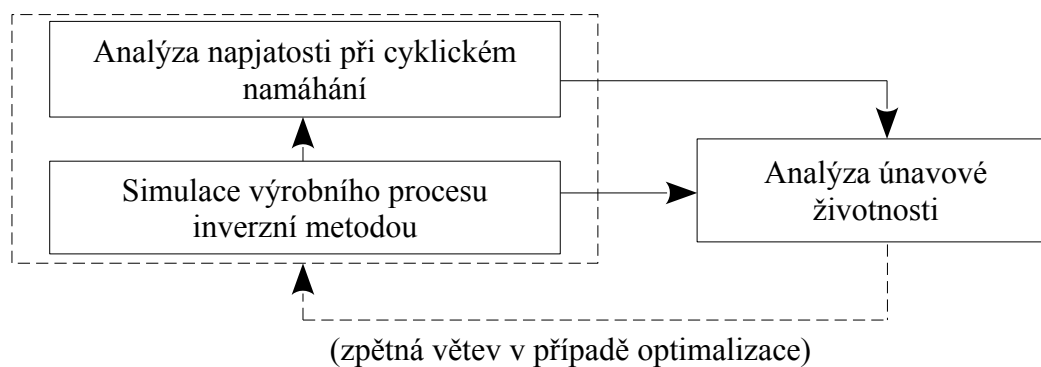 Analýza napjatosti při cyklickém
namáhání
Simulace výrobního procesu
inverzní metodou
Analýza únavové
životnosti
(zpětná větev v případě optimalizace)